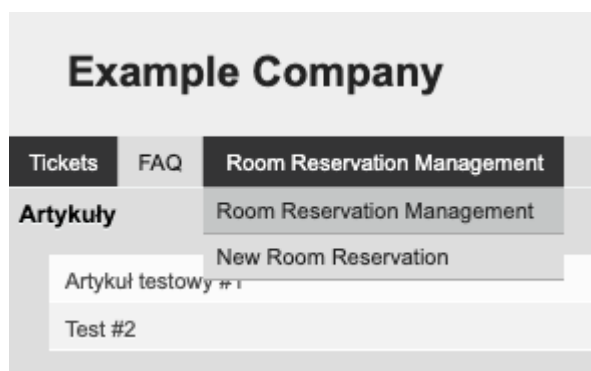 Example Company
Tickets FAQ Room Reservation Management
Artykuły
Room Reservation Management
New Room Reservation
Artykuł testowy #1
Test #2